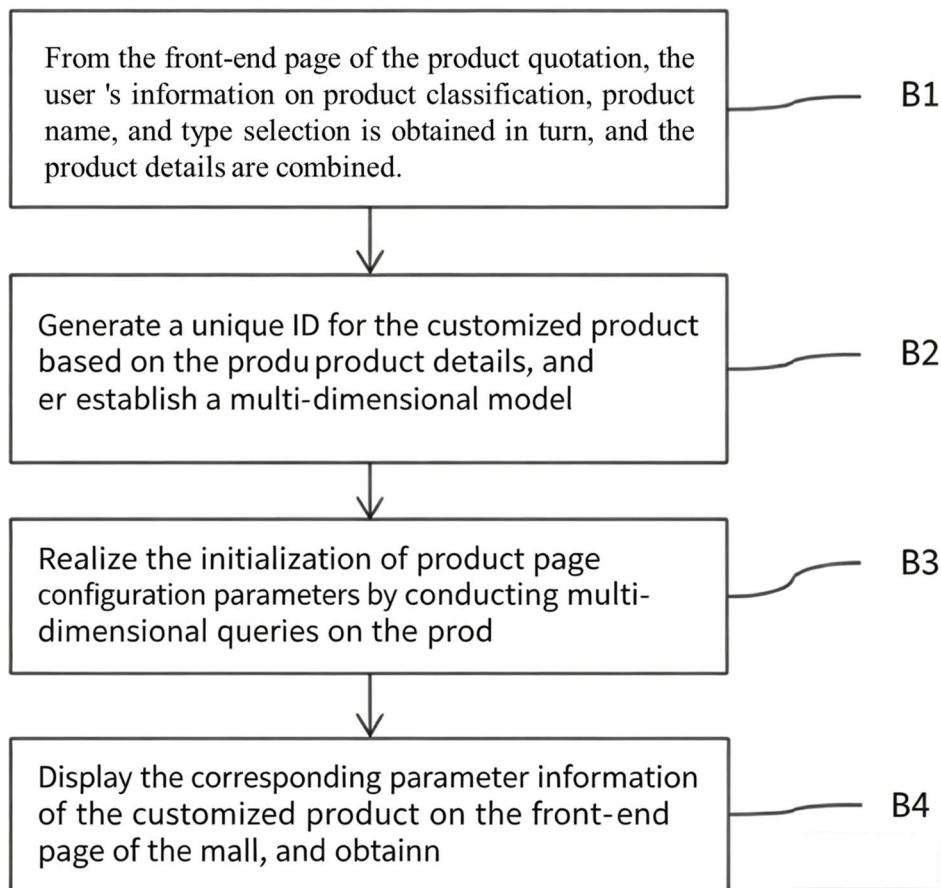 From the front-end page of the product quotation, the
user 's information on product classification, product
name, and type selection is obtained in turn, and the
product details are combined.
B1
Generate a unique ID for the customized product
based on the produproduct details, and
er establish a multi-dimensional model
B2
Realize the initialization of product page
configuration parameters by conducting multi-
dimensional queries on the prod
B3
Display the corresponding parameter information
of the customized product on the front-end
page of the mall, and obtainn
B4